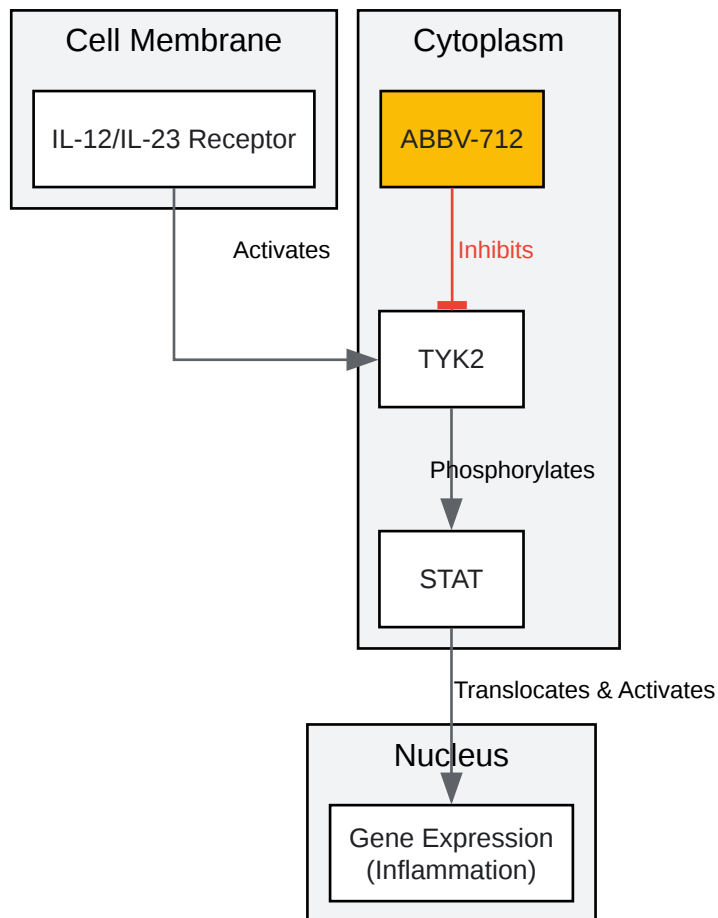 Cell Membrane
Cytoplasm
IL-12/IL-23 Receptor
ABBV-712
Activates
Inhibits
TYK2
Phosphorylates
STAT
Translocates & Activates
Nucleus
Gene Expression
(Inflammation)